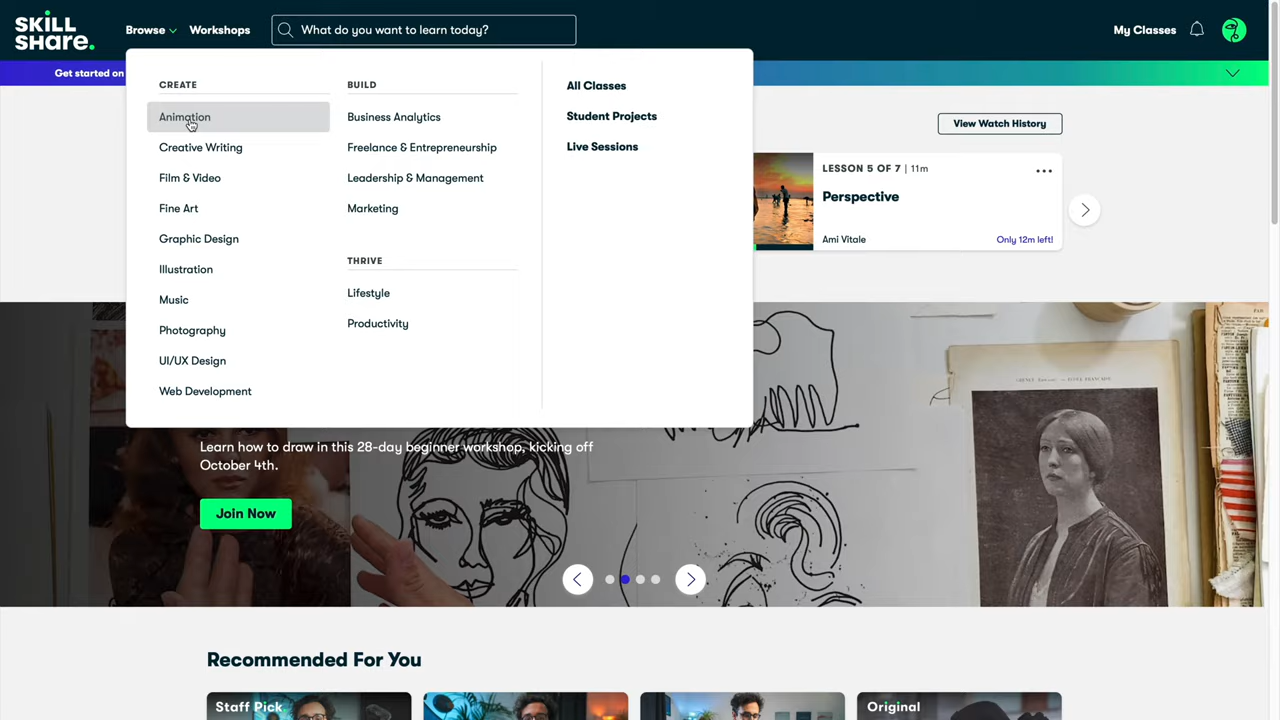 SKILL
SHARE.
Browse
Workshops
What do you want to learn today?
My Classes
Get started on
CREATE
Animation
Creative Writing
Film & Video
Fine Art
Graphic Design
Illustration
Music
Photography
UI/UX Design
Web Development
BUILD
Business Analytics
Freelance & Entrepreneurship
Leadership & Management
Marketing
THRIVE
Lifestyle
Productivity
All Classes
Student Projects
Live Sessions
View Watch History
LESSON 5 OF 7 | 11m
Perspective
Ami Vitale
Only 12m left!
Learn how to draw in this 28-day beginner workshop, kicking off
October 4th.
Join Now
Recommended For You
Staff Pick
Original